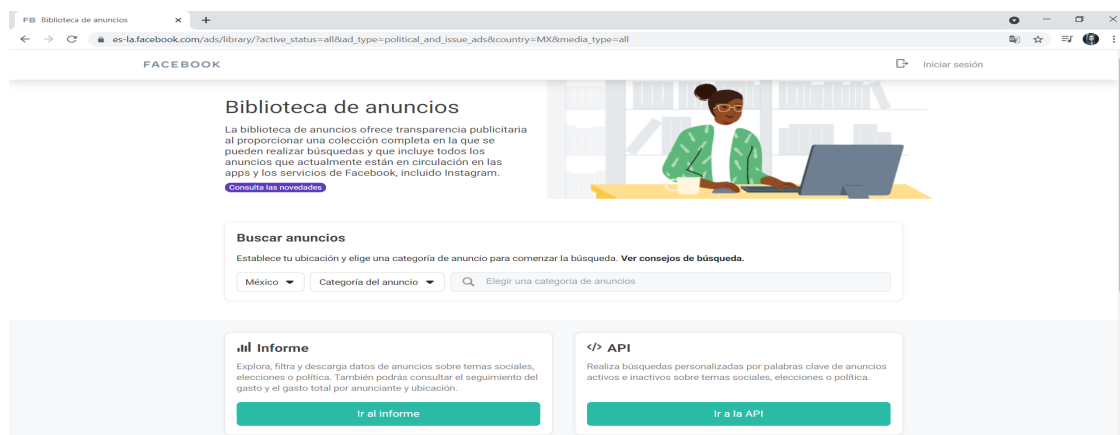 FB Biblioteca de anuncios
es-la.facebook.com/ads/library/?active_status=all&ad_type=political_and_issue_ads&country=MX&media_type=all
FACEBOOK
Iniciar sesión
Biblioteca de anuncios
La biblioteca de anuncios ofrece transparencia publicitaria
al proporcionar una colección completa en la que se
pueden realizar búsquedas y que incluye todos los
anuncios que actualmente están en circulación en las
apps y los servicios de Facebook, incluido Instagram.
Consulta las novedades
Buscar anuncios
Establece tu ubicación y elige una categoría de anuncio para comenzar la búsqueda. Ver consejos de búsqueda.
México
Categoría del anuncio
Elegir una categoría de anuncios
Informe
Explora, filtra y descarga datos de anuncios sobre temas sociales,
elecciones o política. También podrás consultar el seguimiento del
gasto y el gasto total por anunciante y ubicación.
Ir al informe
</> API
Realiza búsquedas personalizadas por palabras clave de anuncios
activos e inactivos sobre temas sociales, elecciones o política.
Ir a la API